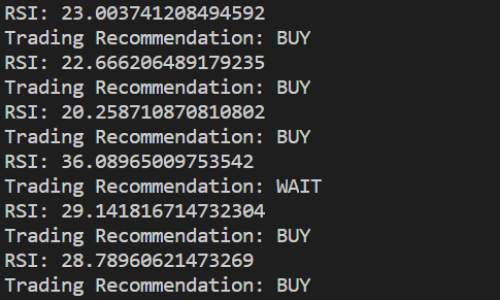 RSI: 23.003741208494592
Trading Recommendation: BUY
RSI: 22.666206489179235
Trading Recommendation: BUY
RSI: 20.258710870810802
Trading Recommendation: BUY
RSI: 36.08965009753542
Trading Recommendation: WAIT
RSI: 29.141816714732304
Trading Recommendation: BUY
RSI: 28.78960621473269
Trading Recommendation: BUY